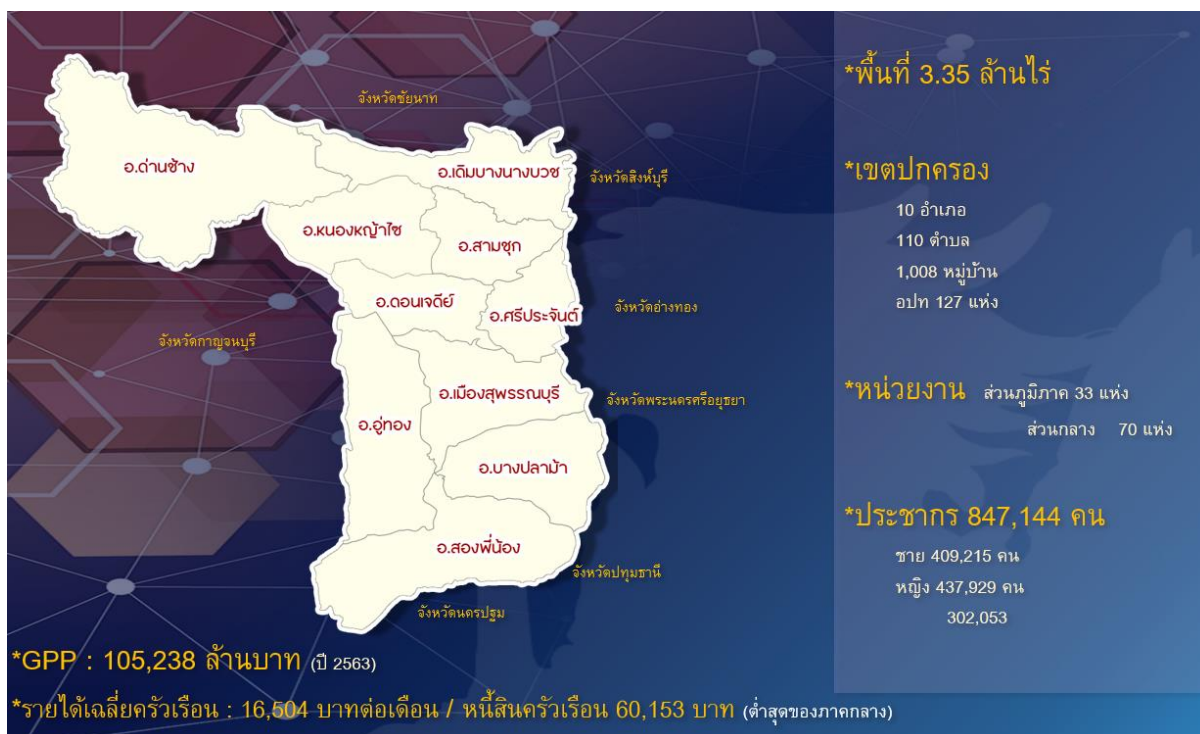 จังหวัดชัยนาท
อ.ด่านช้าง
อ.เดิมบางนางบวช
จังหวัดสิงห์บุรี
อ.หนองหญ้าไซ
อ.สามชุก
อ.ดอนเจดีย์
อ.ศรีประจันต์
จังหวัดอ่างทอง
จังหวัดกาญจนบุรี
อ.เมืองสุพรรณบุรี
จังหวัดพระนครศรีอยุธยา
อ.อู่ทอง
อ.บางปลาม้า
อ.สองพี่น้อง
จังหวัดปทุมธานี
จังหวัดนครปฐม
*พื้นที่ 3.35 ล้านไร่
*เขตปกครอง
10 อำเภอ
110 ตำบล
1,008 หมู่บ้าน
อปท 127 แห่ง
*หน่วยงาน ส่วนภูมิภาค 33 แห่ง
ส่วนกลาง 70 แห่ง
*ประชากร 847,144 คน
ชาย 409,215 คน
หญิง 437,929 คน
302,053
*GPP : 105,238 ล้านบาท (ปี 2563)
*รายได้เฉลี่ยครัวเรือน : 16,504 บาทต่อเดือน / หนี้สินครัวเรือน 60,153 บาท (ต่ำสุดของภาคกลาง)